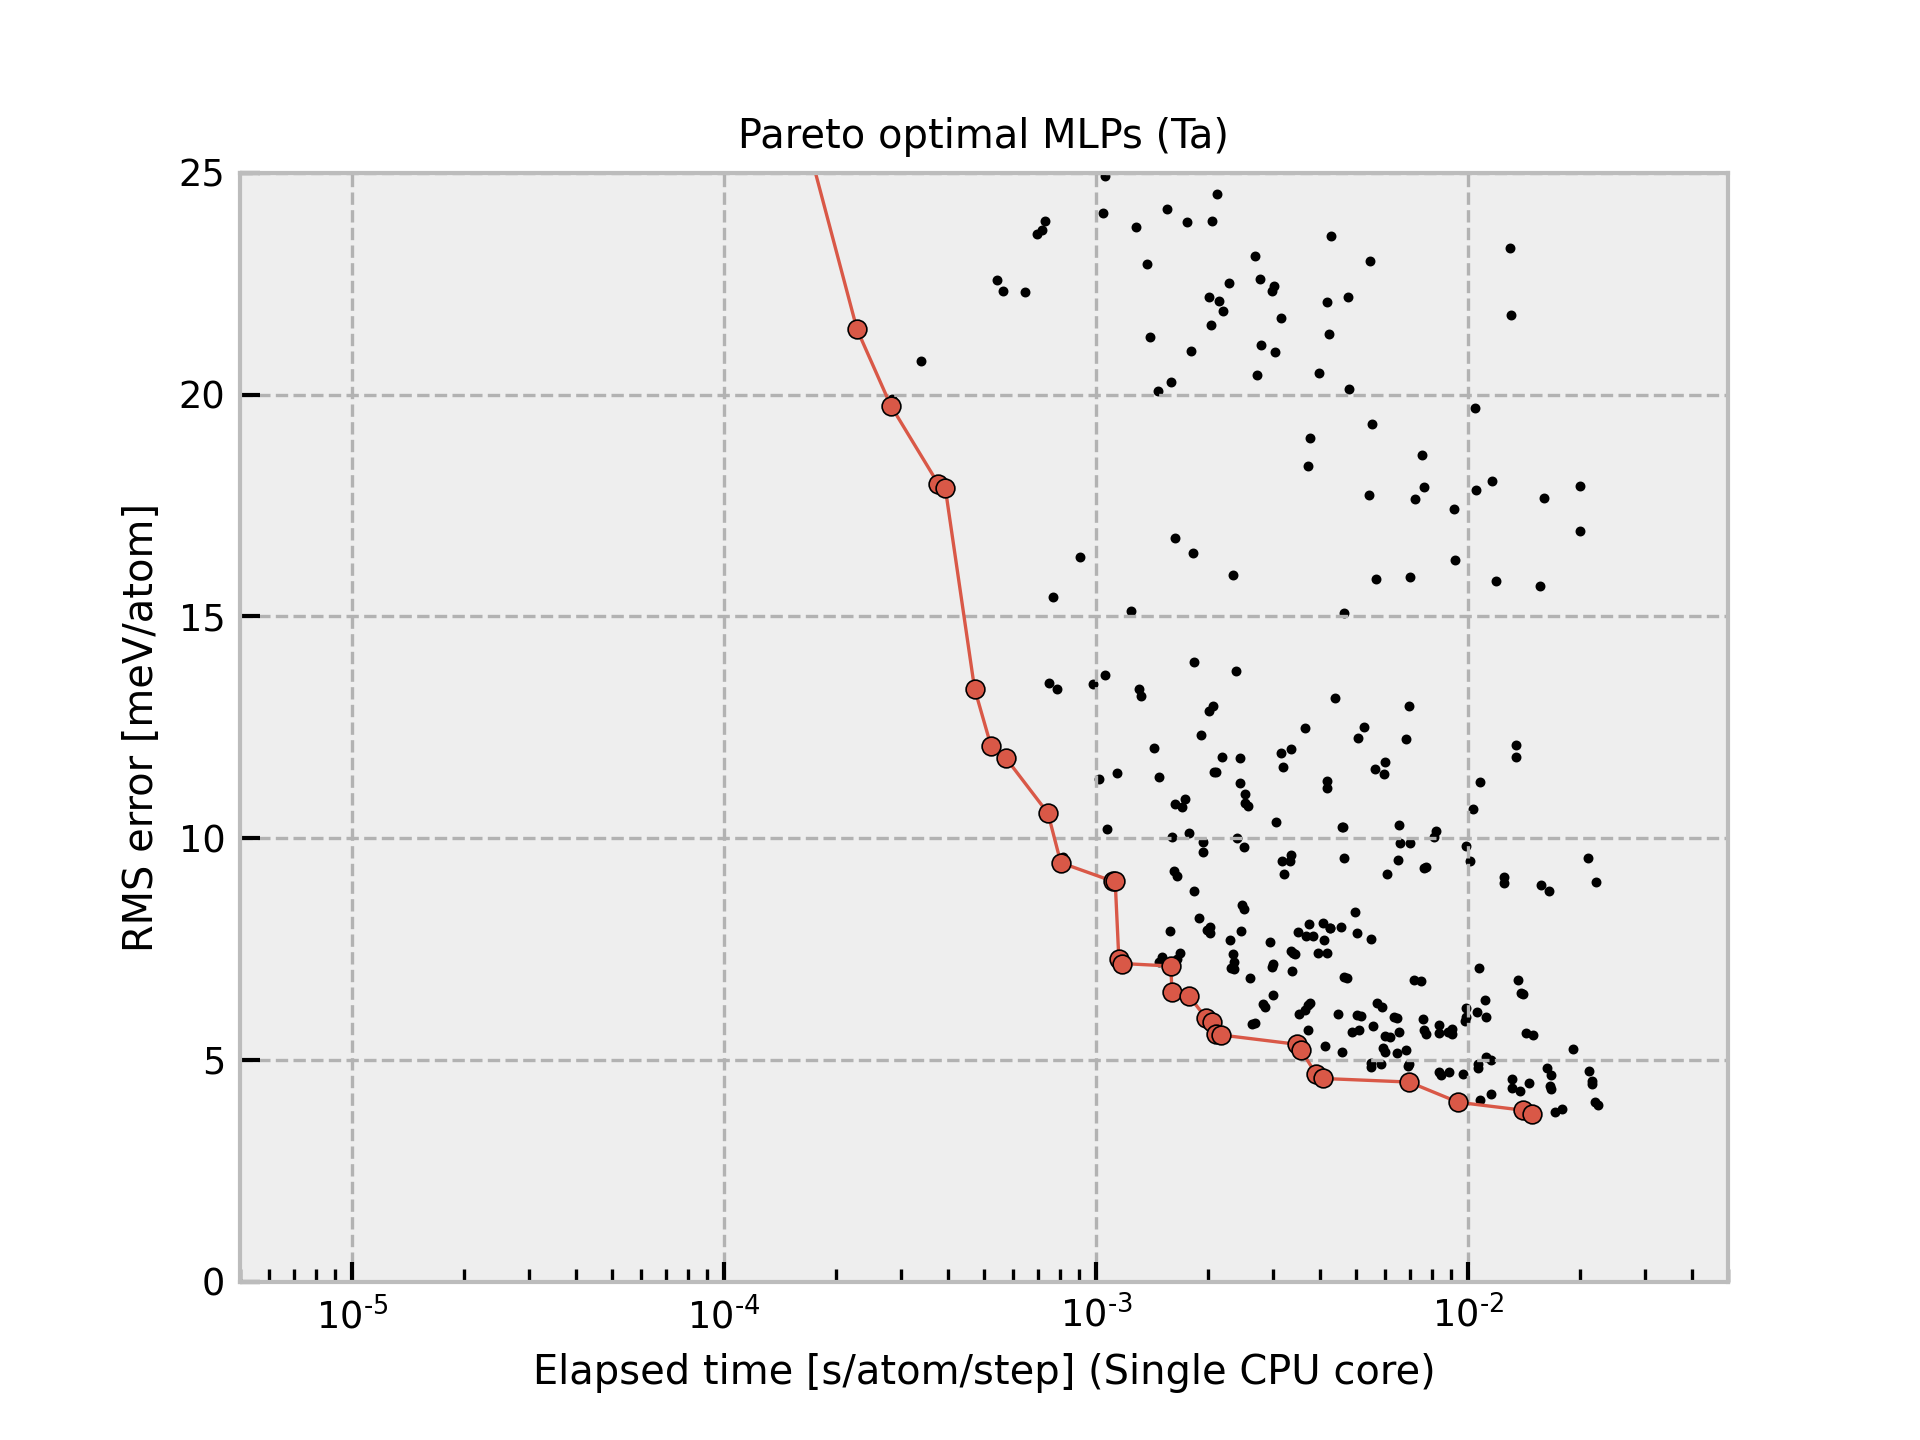 Pareto optimal MLPs (Ta)
25
20
15
10
5
0
RMS error [meV/atom]
10-5 10-4 10-3 10-2
Elapsed time [s/atom/step] (Single CPU core)